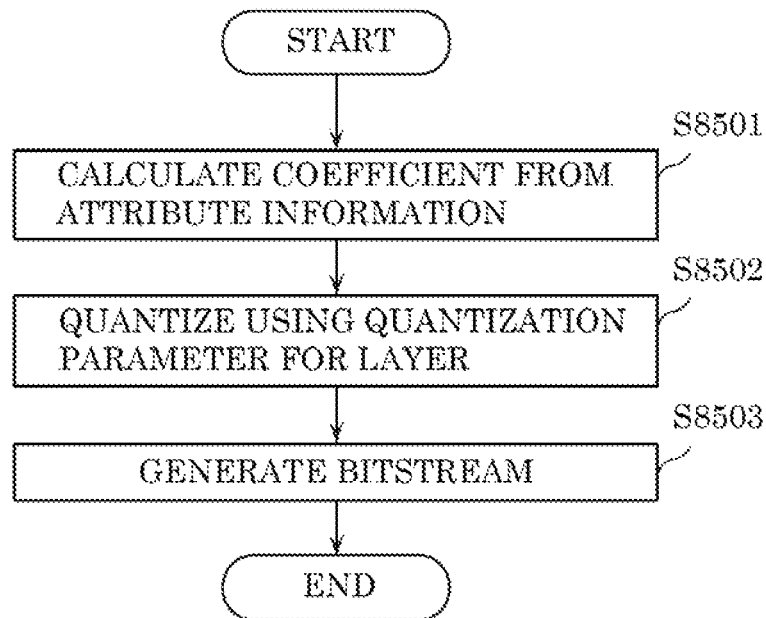 START
S8501
CALCULATE COEFFICIENT FROM
ATTRIBUTE INFORMATION
S8502
QUANTIZE USING QUANTIZATION
PARAMETER FOR LAYER
S8503
GENERATE BITSTREAM
END